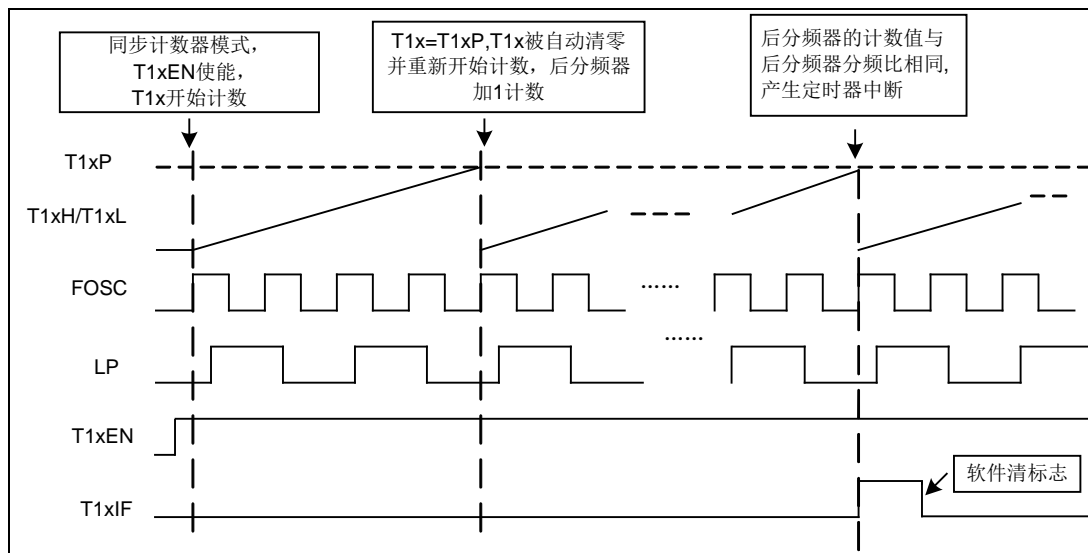 同步计数器模式，
T1xEN使能，
T1x开始计数
T1x=T1xP,T1x被自动清零
并重新开始计数，后分频器
加1计数
后分频器的计数值与
后分频器分频比相同,
产生定时器中断
T1xP
T1xH/T1xL
FOSC
……
LP
……
T1xEN
T1xIF
软件清标志